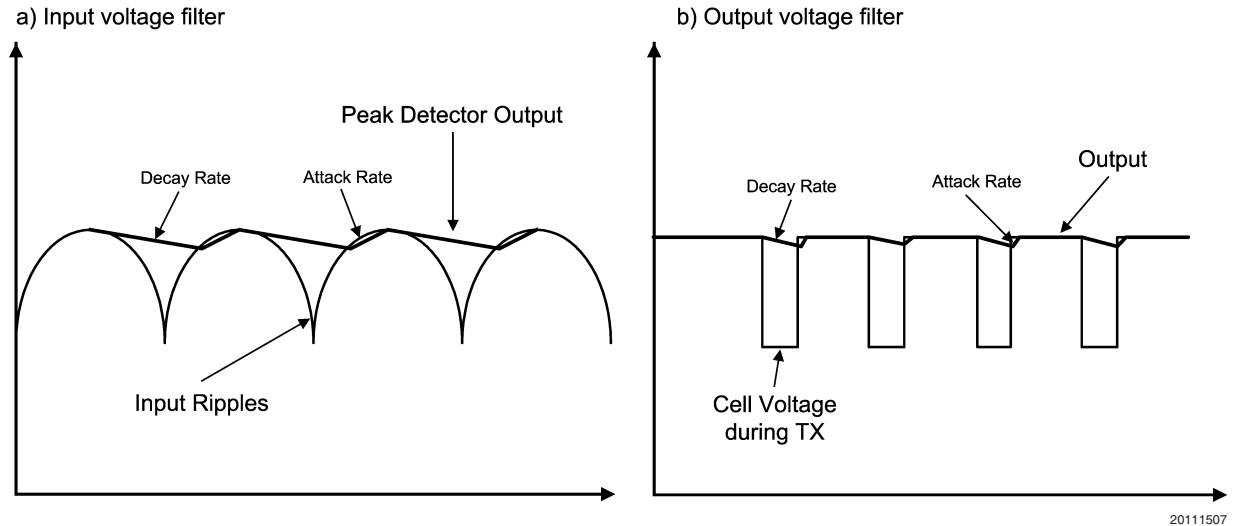 a) Input voltage filter
Peak Detector Output
Decay Rate
Attack Rate
Input Ripples
b) Output voltage filter
Output
Decay Rate
Attack Rate
Cell Voltage
during TX
20111507